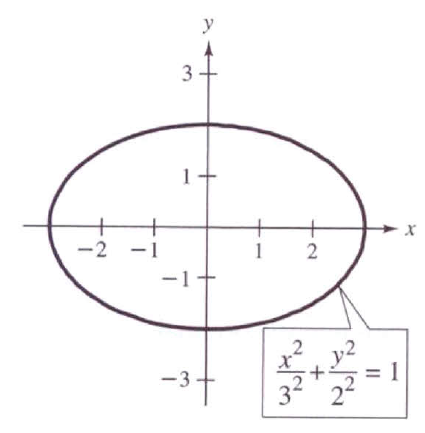 y
3
1
x
−2 −1 1 2
−1
−3
x²/3² + y²/2² = 1